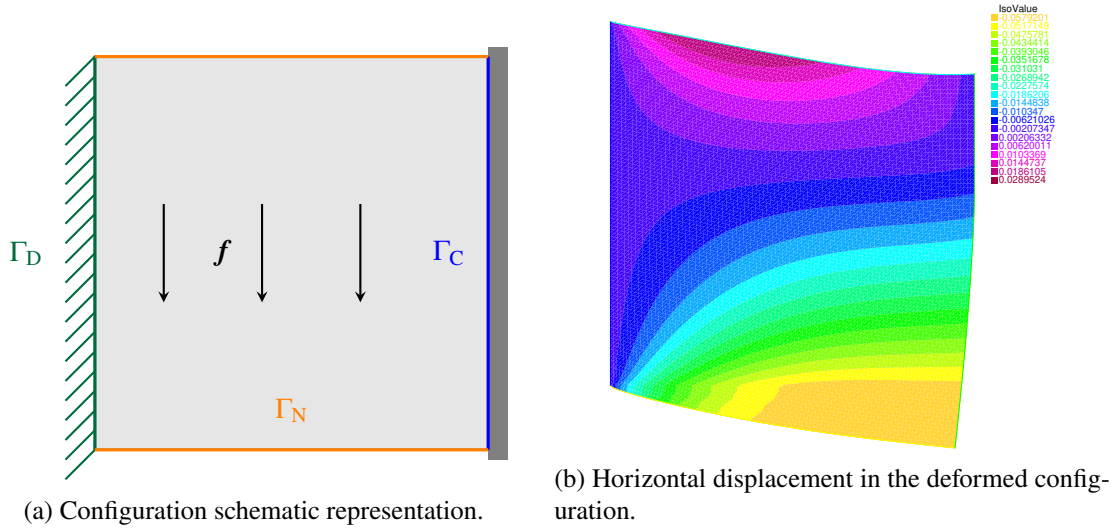 Γ_D
f
Γ_C
Γ_N
(a) Configuration schematic representation.
IsoValue
-0.0579201
-0.0517149
-0.0475781
-0.0434414
-0.0393046
-0.0351678
-0.031031
-0.0268942
-0.0227574
-0.0186206
-0.0144838
-0.010347
-0.00621026
-0.00207347
0.00206332
0.00620011
0.0103369
0.0144737
0.0186105
0.0289524
(b) Horizontal displacement in the deformed config-
uration.